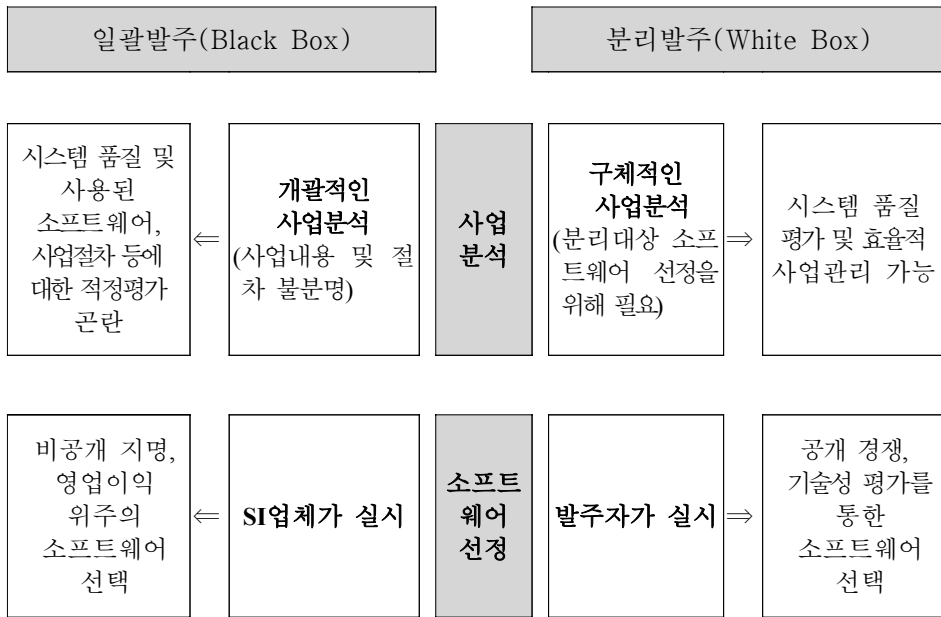 일괄발주(Black Box)
분리발주(White Box)
시스템 품질 및
사용된
소프트웨어,
사업절차 등에
대한 적정평가
곤란
⇐
개괄적인
사업분석
(사업내용 및 절
차 불분명)
사업
분석
구체적인
사업분석
(분리대상 소프
트웨어 선정을
위해 필요)
⇒
시스템 품질
평가 및 효율적
사업관리 가능
비공개 지명,
영업이익
위주의
소프트웨어
선택
⇐
SI업체가 실시
소프트
웨어
선정
발주자가 실시
⇒
공개 경쟁,
기술성 평가를
통한
소프트웨어
선택